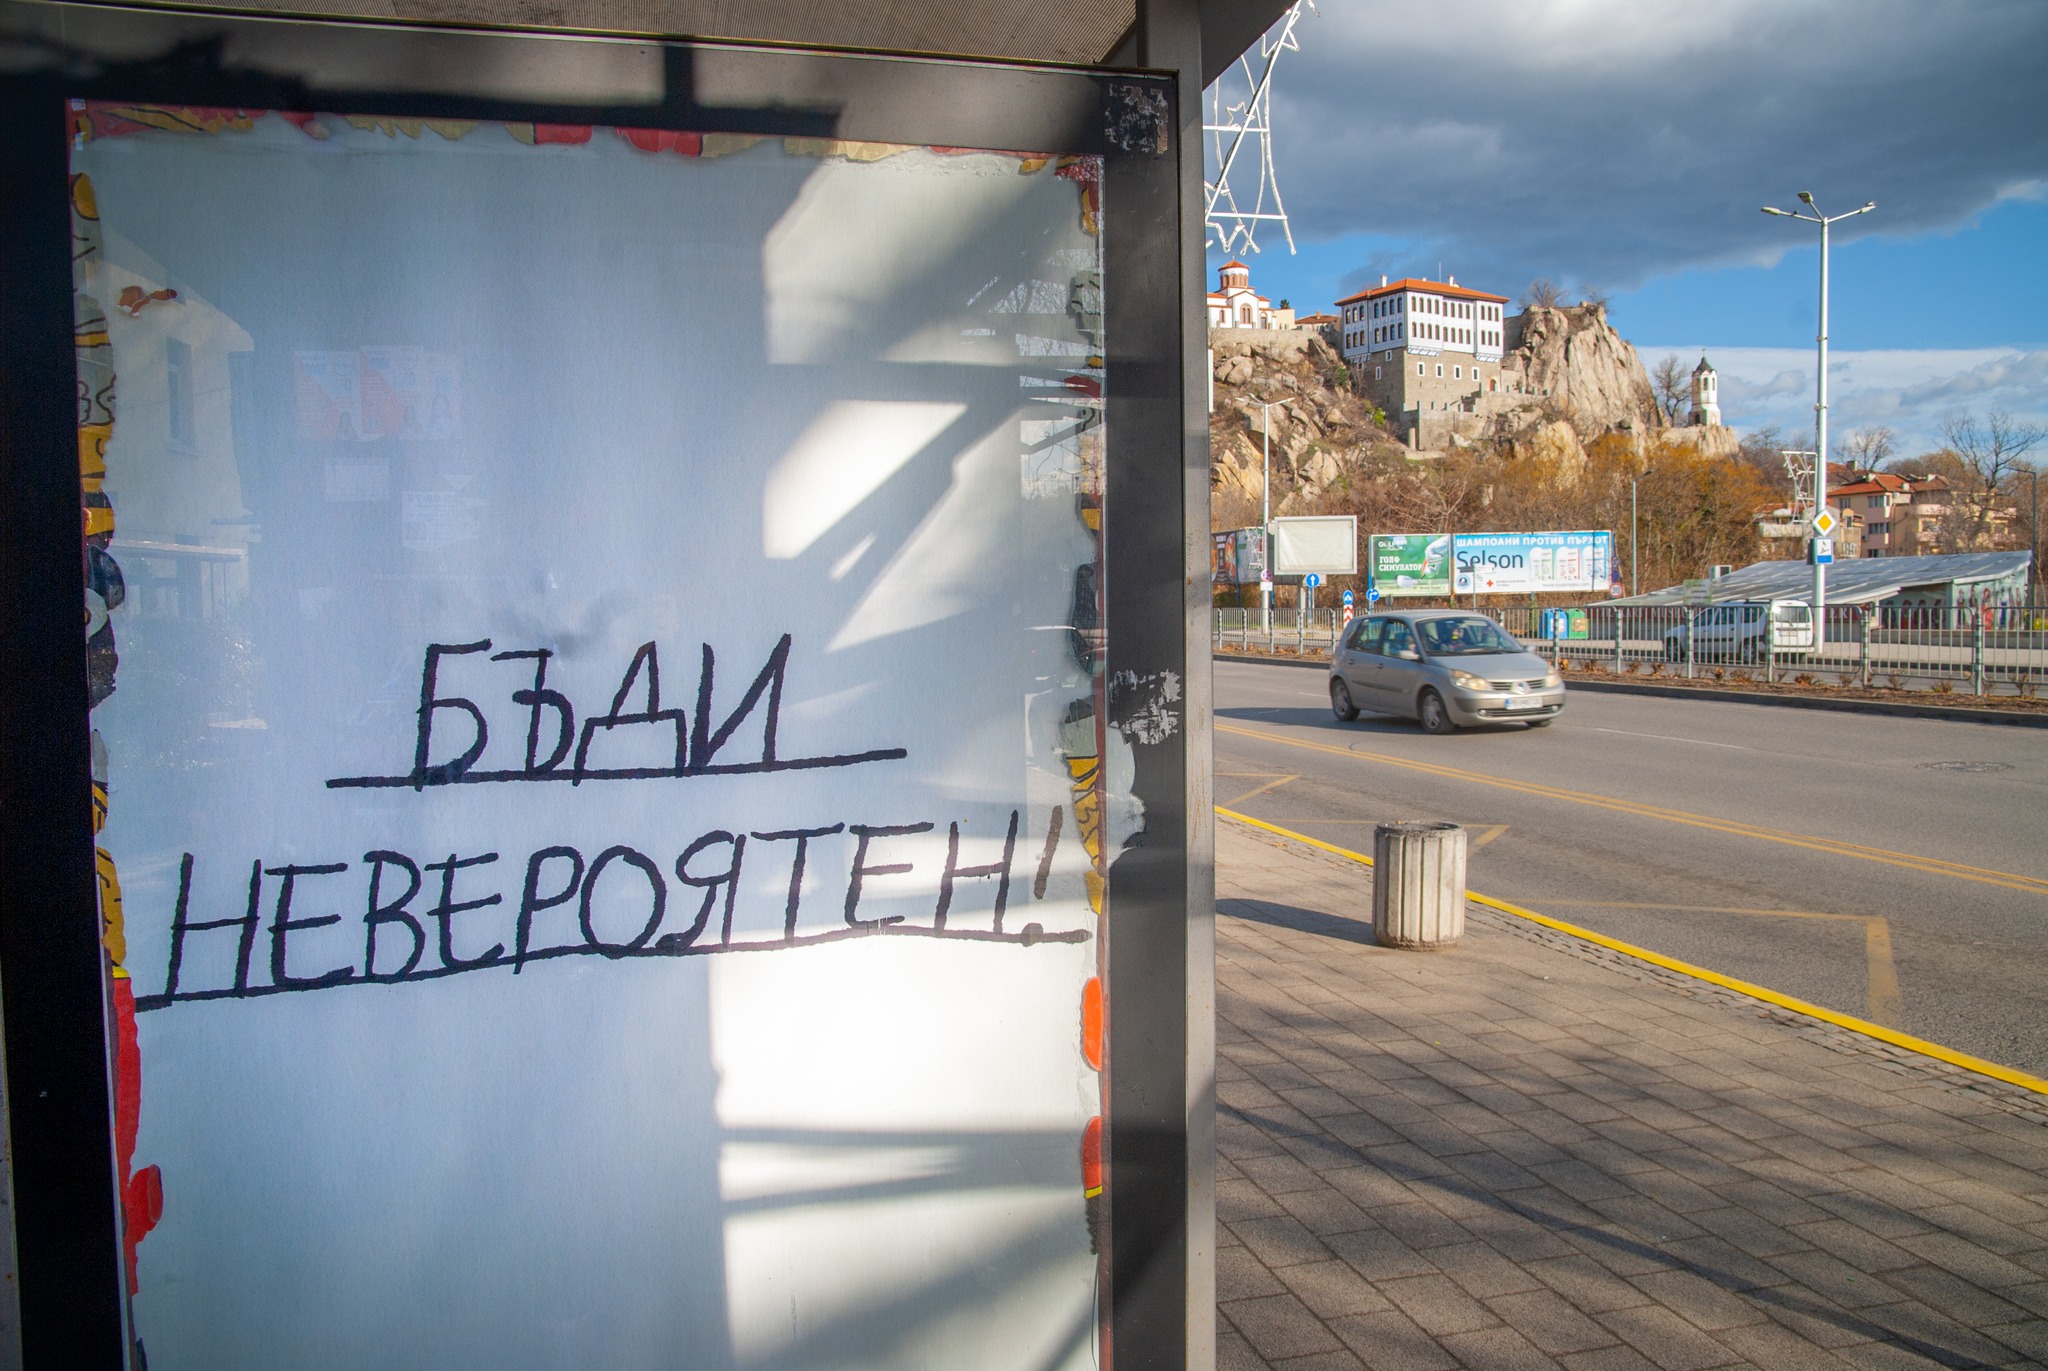 БЪДИ
НЕВЕРОЯТЕН!
ГОЛФ
СИМУЛАТОР
ШАМПОАНИ ПРОТИВ ПЪРХОТ
Selson